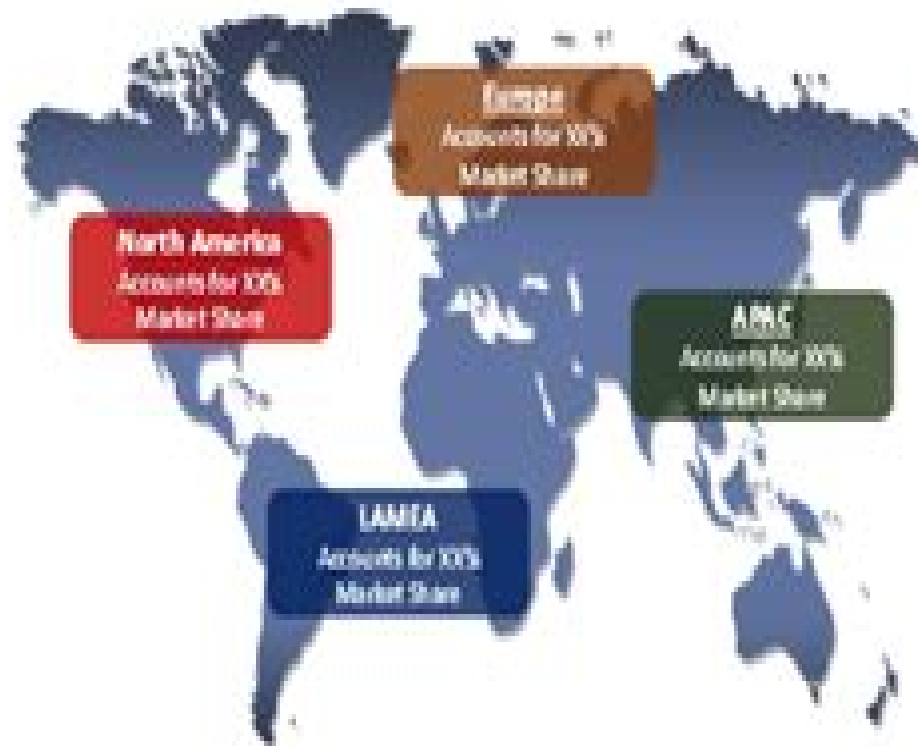 Europe
Accounts for XX%
Market Share
North America
Accounts for XX%
Market Share
APAC
Accounts for XX%
Market Share
LAMEA
Accounts for XX%
Market Share